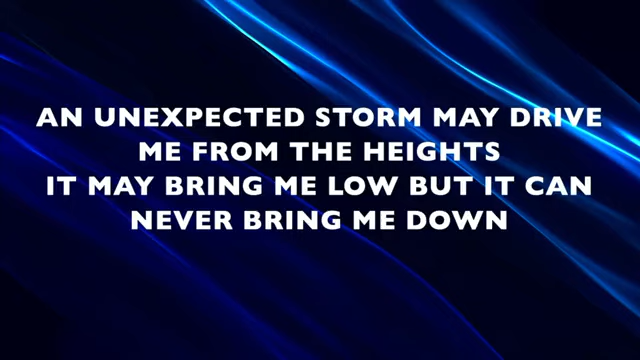 AN UNEXPECTED STORM MAY DRIVE
ME FROM THE HEIGHTS
IT MAY BRING ME LOW BUT IT CAN
NEVER BRING ME DOWN